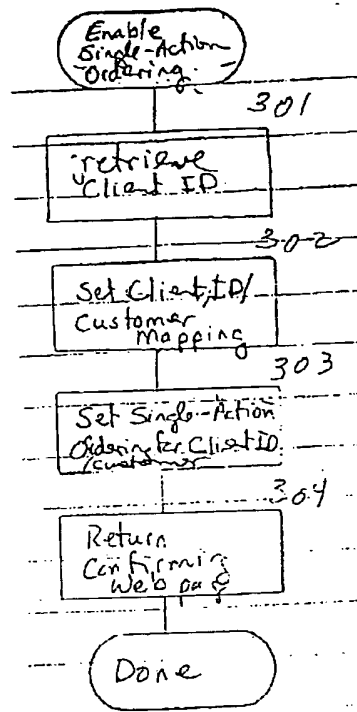 Enable
Single-Action
Ordering
301
retrieve
Client ID
302
Set Client ID/
Customer
Mapping
303
Set Single-Action
Ordering for Client ID
/customer
304
Return
Confirming
Web page
Done